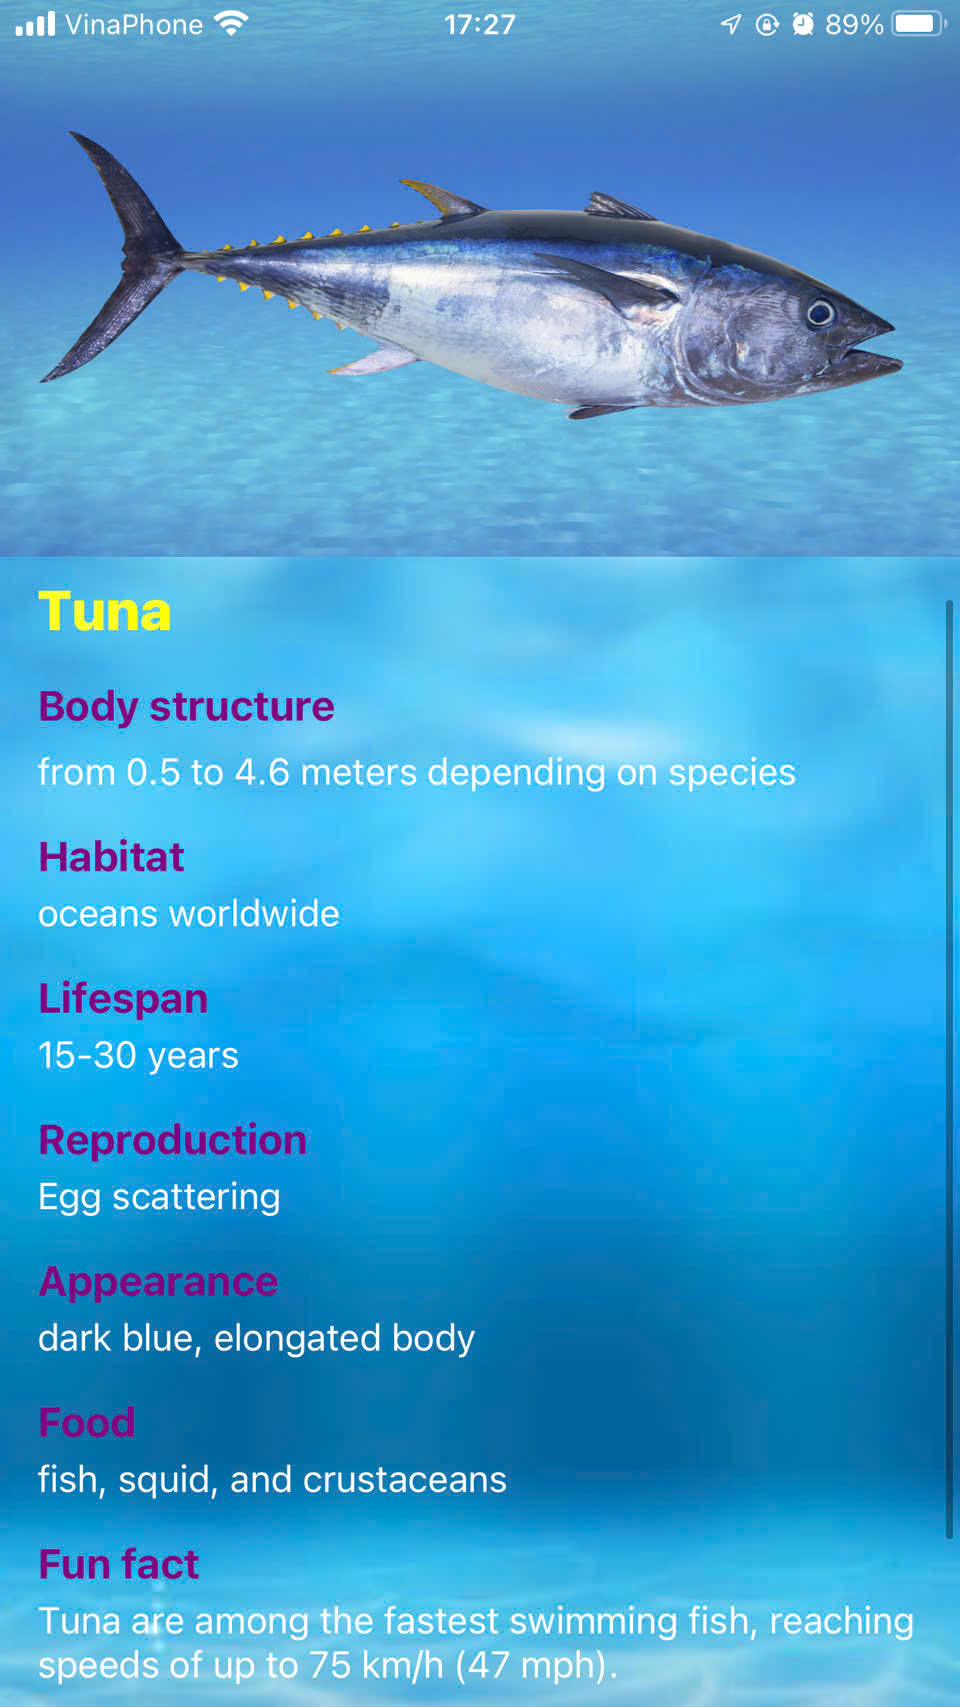 VinaPhone 17:27 89%
Tuna
Body structure
from 0.5 to 4.6 meters depending on species
Habitat
oceans worldwide
Lifespan
15-30 years
Reproduction
Egg scattering
Appearance
dark blue, elongated body
Food
fish, squid, and crustaceans
Fun fact
Tuna are among the fastest swimming fish, reaching
speeds of up to 75 km/h (47 mph).